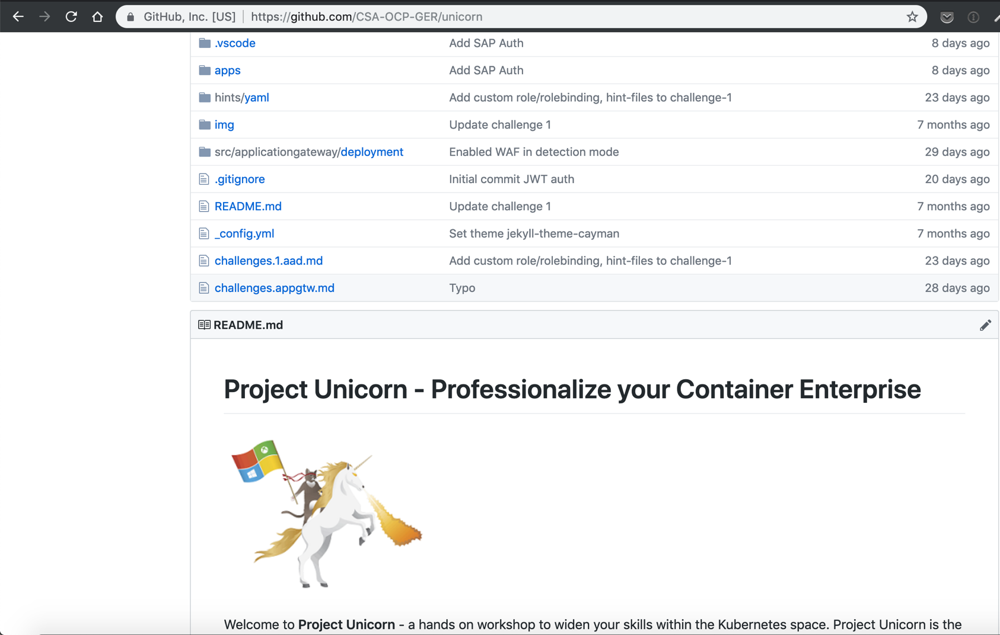 GitHub, Inc. [US] | https://github.com/CSA-OCP-GER/unicorn
.vscode Add SAP Auth 8 days ago
apps Add SAP Auth 8 days ago
hints/yaml Add custom role/rolebinding, hint-files to challenge-1 23 days ago
img Update challenge 1 7 months ago
src/applicationgateway/deployment Enabled WAF in detection mode 29 days ago
.gitignore Initial commit JWT auth 20 days ago
README.md Update challenge 1 7 months ago
_config.yml Set theme jekyll-theme-cayman 7 months ago
challenges.1.aad.md Add custom role/rolebinding, hint-files to challenge-1 23 days ago
challenges.appgtw.md Typo 28 days ago
README.md
Project Unicorn - Professionalize your Container Enterprise
Welcome to Project Unicorn - a hands on workshop to widen your skills within the Kubernetes space. Project Unicorn is the